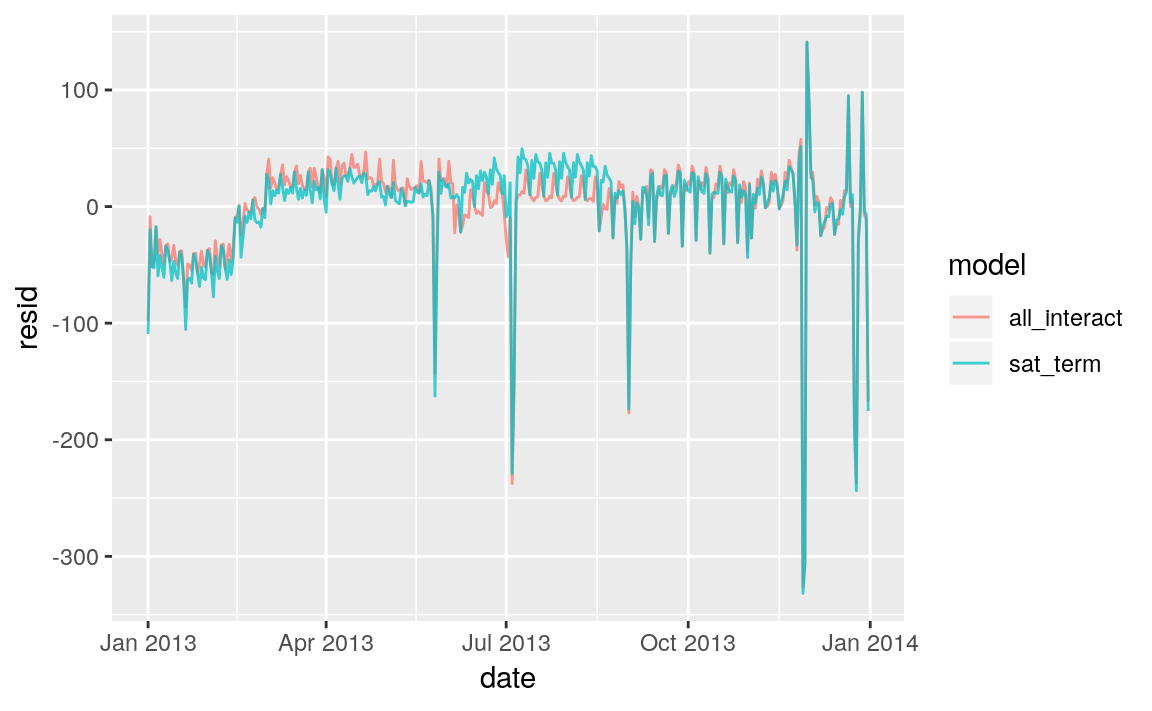 100
0
-100
-200
-300
resid
Jan 2013
Apr 2013
Jul 2013
Oct 2013
Jan 2014
date
model
all_interact
sat_term